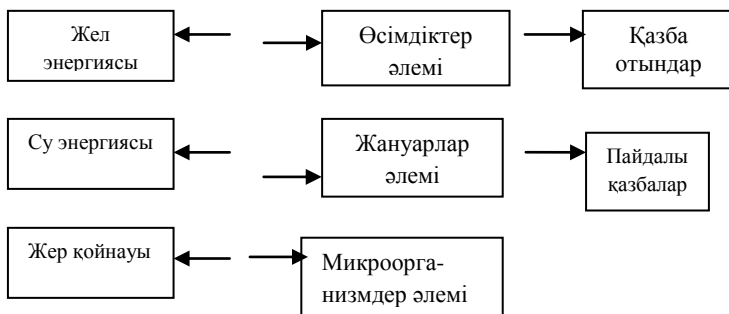 Жел
энергиясы
Өсімдіктер
әлемі
Қазба
отындар
Су энергиясы
Жануарлар
әлемі
Пайдалы
қазбалар
Жер қойнауы
Микроорга-
низмдер әлемі